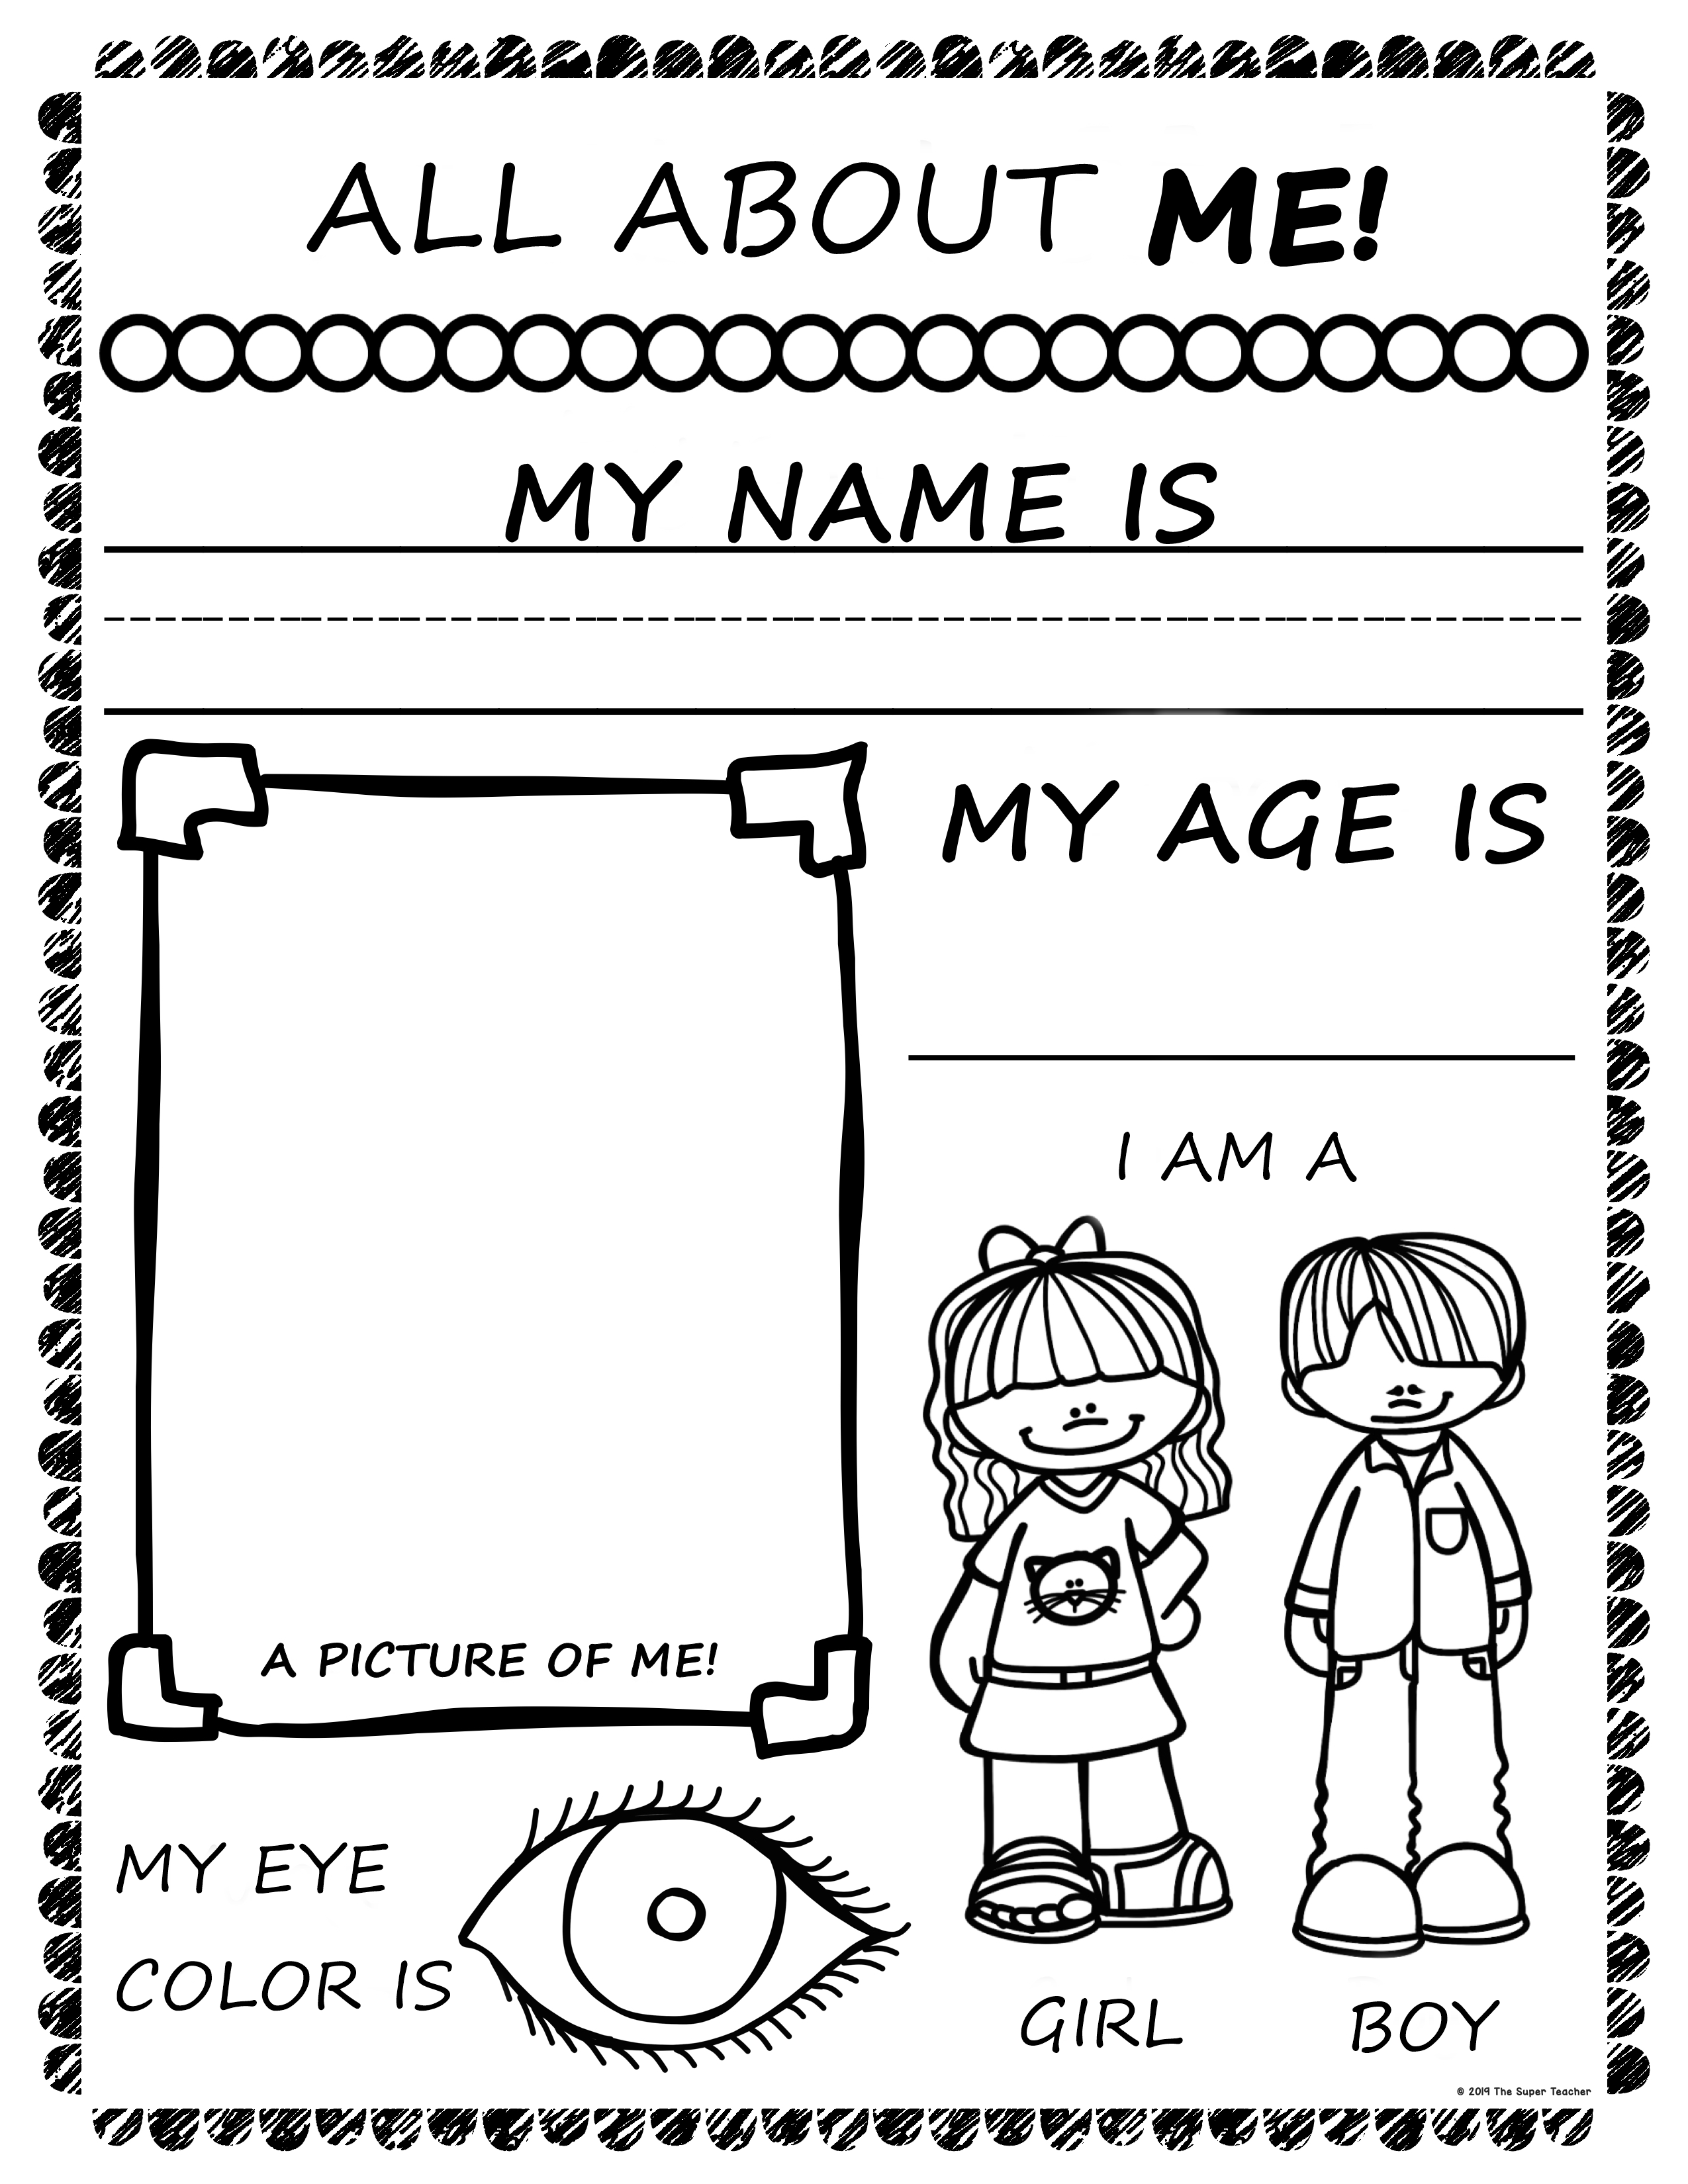 ALL ABOUT ME!
MY NAME IS
MY AGE IS
I AM A
A PICTURE OF ME!
MY EYE
COLOR IS
GIRL BOY
© 2019 The Super Teacher